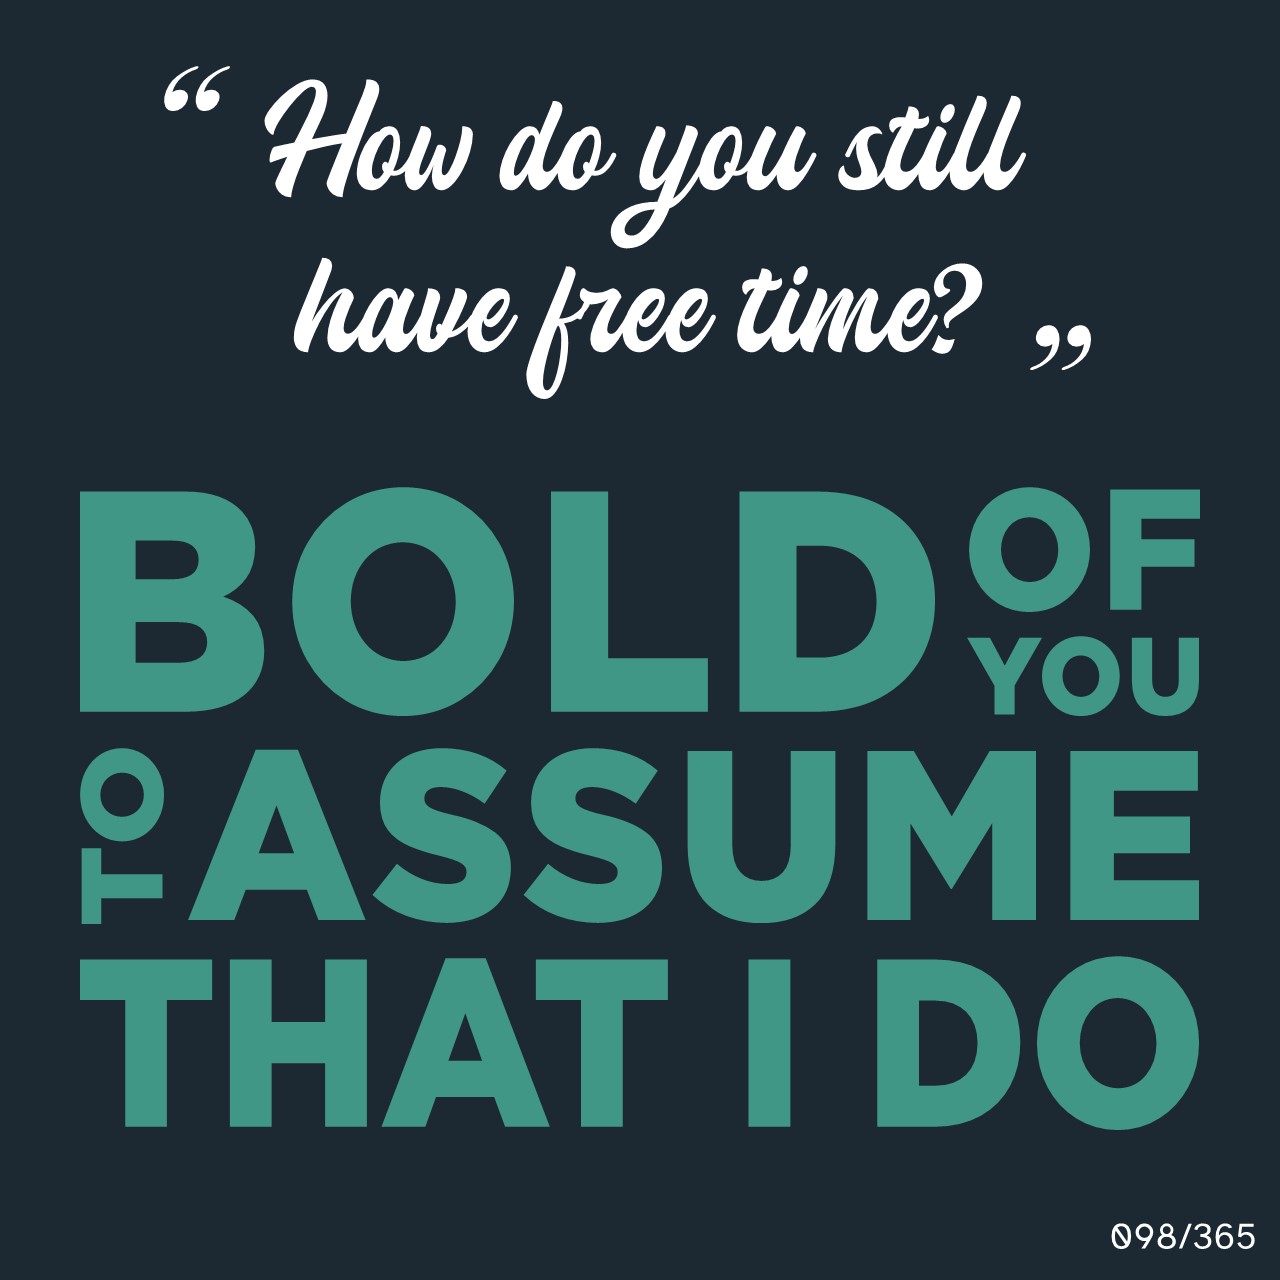 “ How do you still
have free time? ”
BOLD OF
YOU
TO ASSUME
THAT I DO
098/365